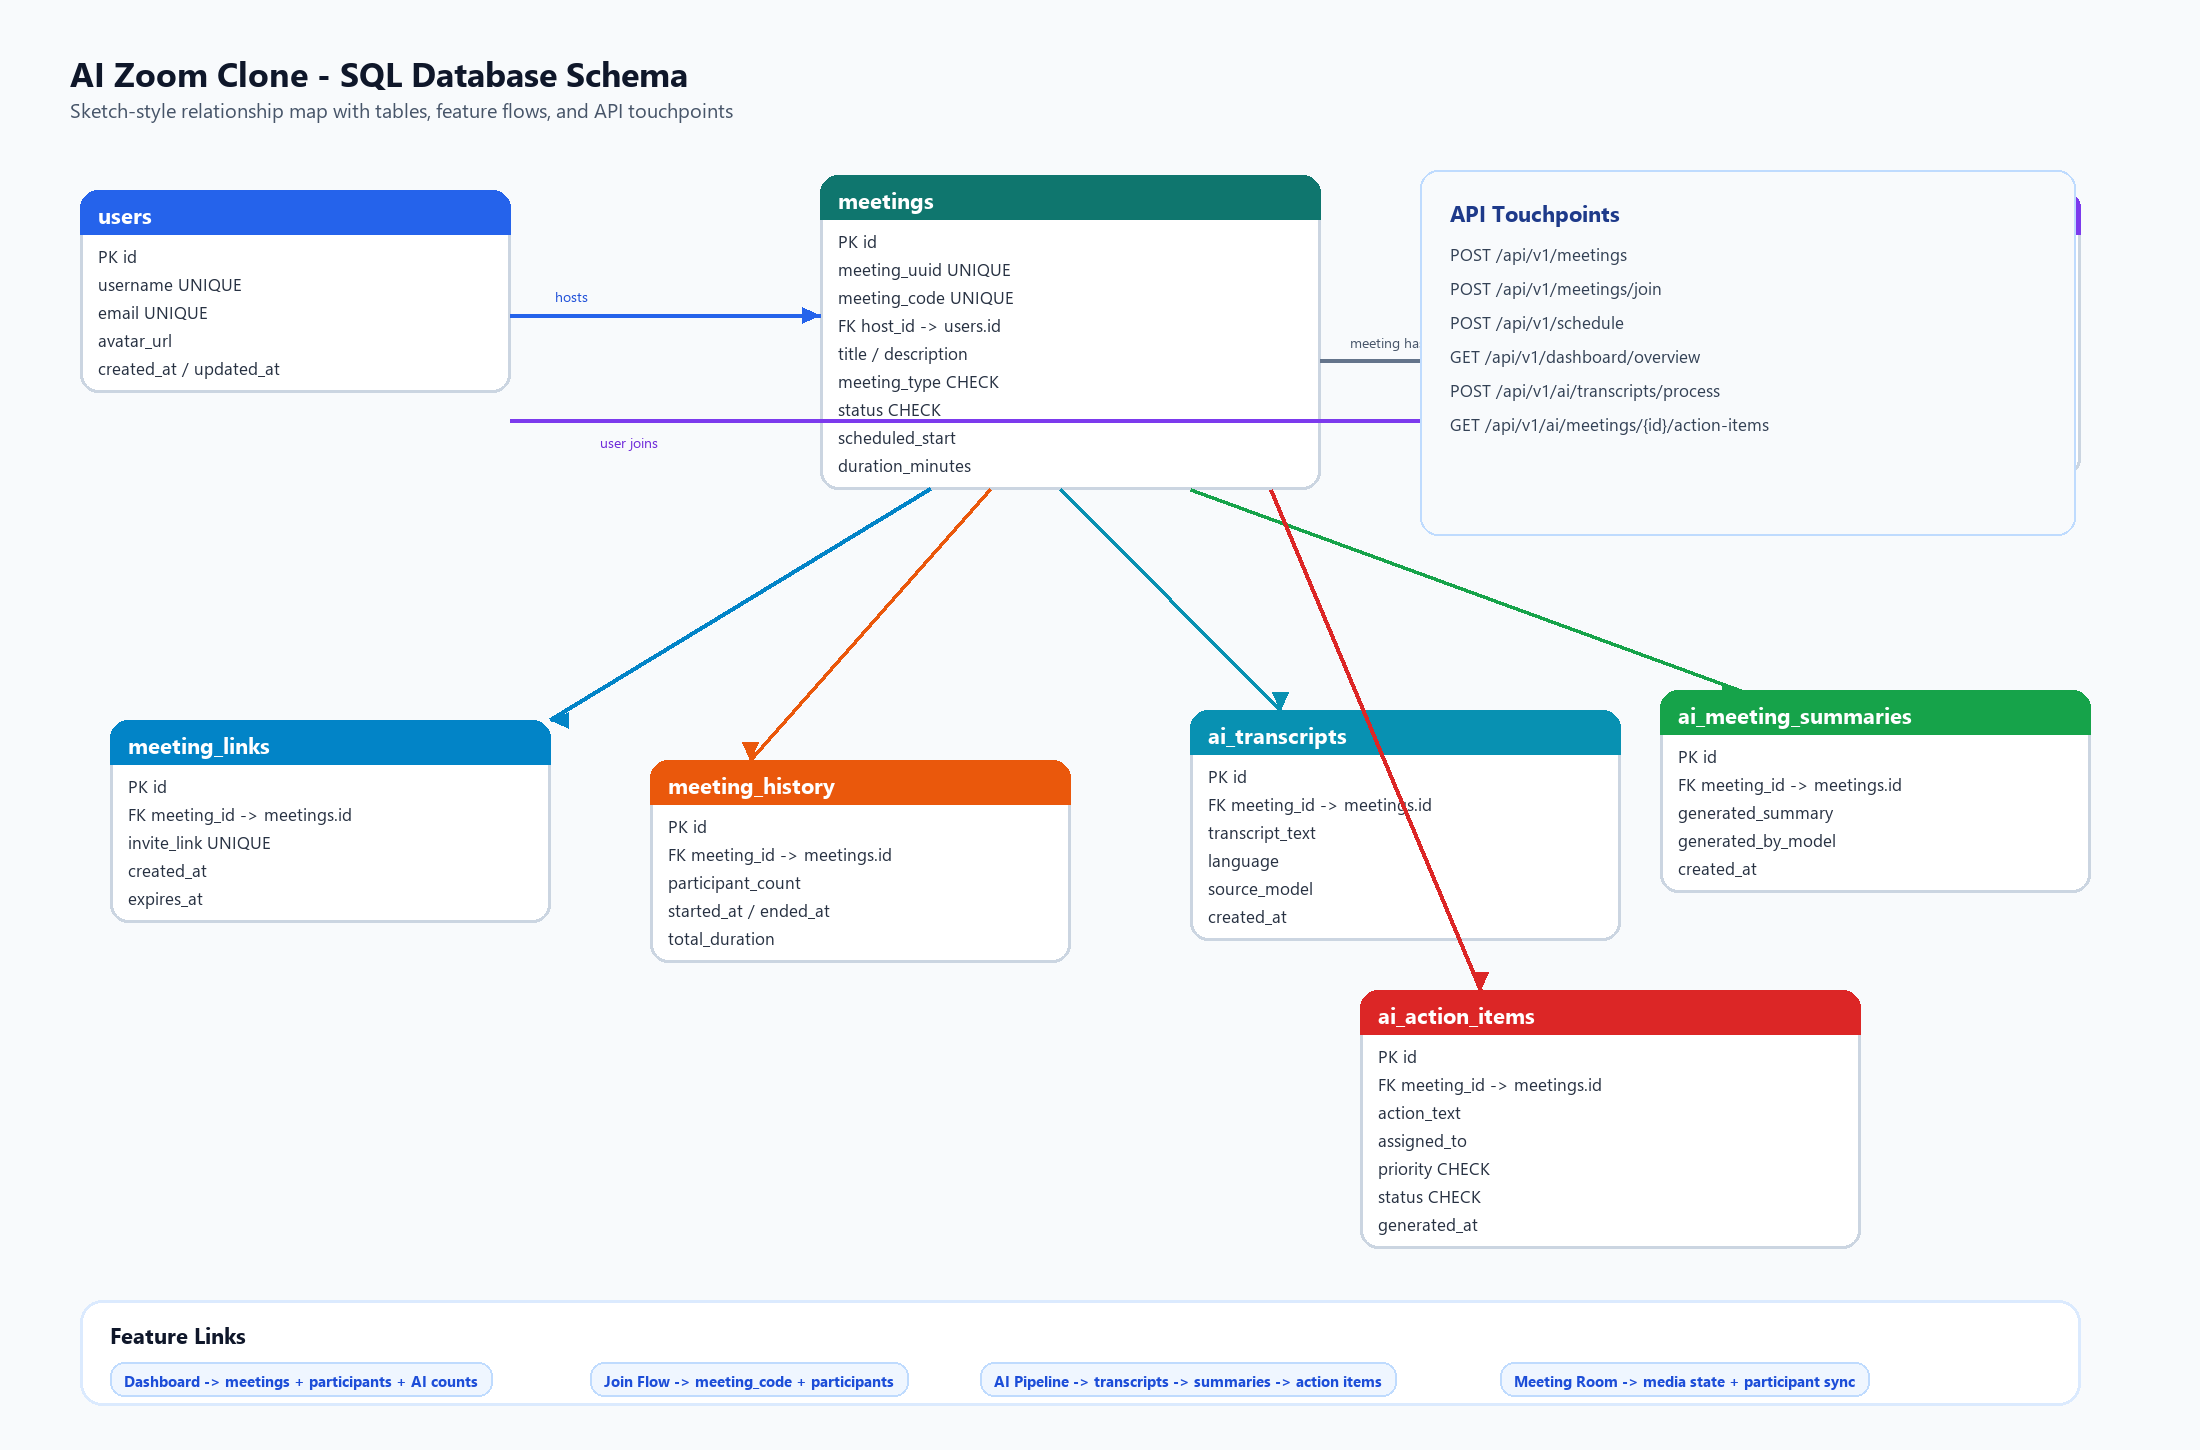 AI Zoom Clone - SQL Database Schema
Sketch-style relationship map with tables, feature flows, and API touchpoints
users
PK id
username UNIQUE
email UNIQUE
avatar_url
created_at / updated_at
hosts
user joins
meetings
PK id
meeting_uuid UNIQUE
meeting_code UNIQUE
FK host_id -> users.id
title / description
meeting_type CHECK
status CHECK
scheduled_start
duration_minutes
meeting has
API Touchpoints
POST /api/v1/meetings
POST /api/v1/meetings/join
POST /api/v1/schedule
GET /api/v1/dashboard/overview
POST /api/v1/ai/transcripts/process
GET /api/v1/ai/meetings/{id}/action-items
meeting_links
PK id
FK meeting_id -> meetings.id
invite_link UNIQUE
created_at
expires_at
meeting_history
PK id
FK meeting_id -> meetings.id
participant_count
started_at / ended_at
total_duration
ai_transcripts
PK id
FK meeting_id -> meetings.id
transcript_text
language
source_model
created_at
ai_meeting_summaries
PK id
FK meeting_id -> meetings.id
generated_summary
generated_by_model
created_at
ai_action_items
PK id
FK meeting_id -> meetings.id
action_text
assigned_to
priority CHECK
status CHECK
generated_at
Feature Links
Dashboard -> meetings + participants + AI counts
Join Flow -> meeting_code + participants
AI Pipeline -> transcripts -> summaries -> action items
Meeting Room -> media state + participant sync